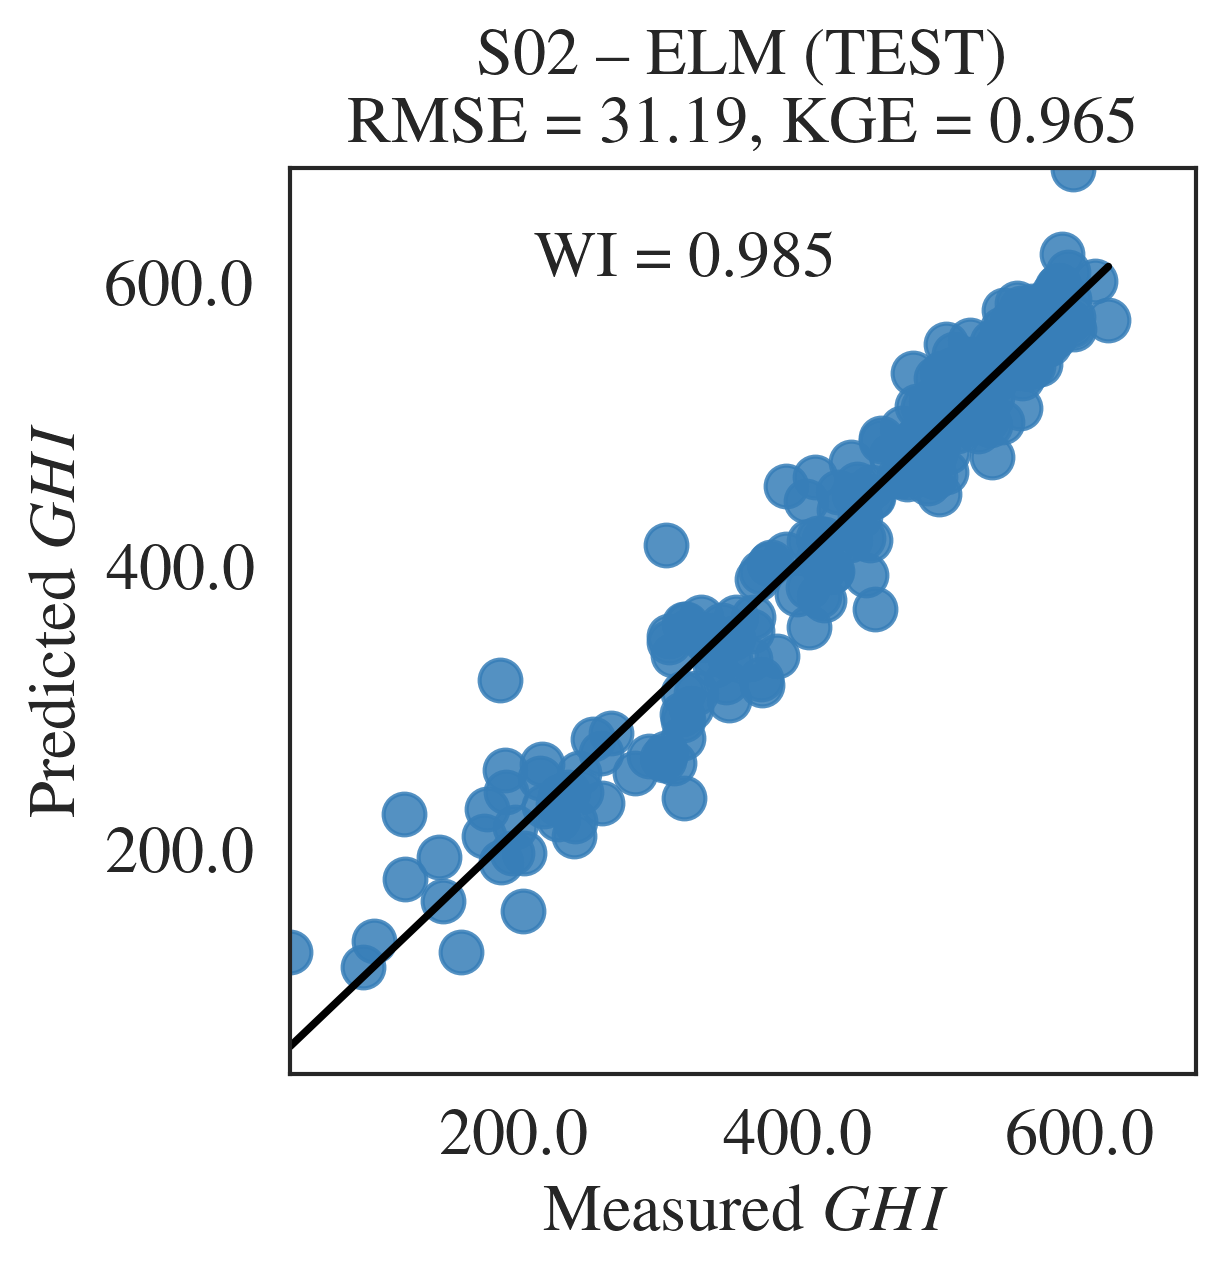 S02 – ELM (TEST)
RMSE = 31.19, KGE = 0.965
WI = 0.985
600.0
400.0
200.0
Predicted GHI
200.0 400.0 600.0
Measured GHI